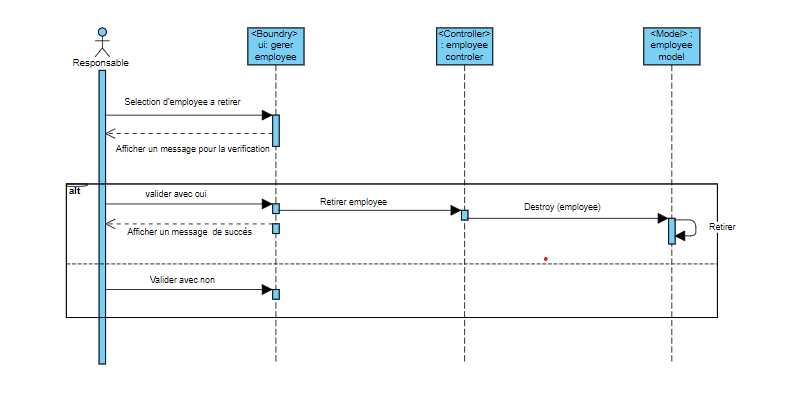 <Boundry>
ui: gerer
employee
<Controller>
: employee
controler
<Model> :
employee
model
Responsable
Selection d'employee a retirer
Afficher un message pour la verification
alt
valider avec oui
Retirer employee
Destroy (employee)
Retirer
Afficher un message de succés
Valider avec non